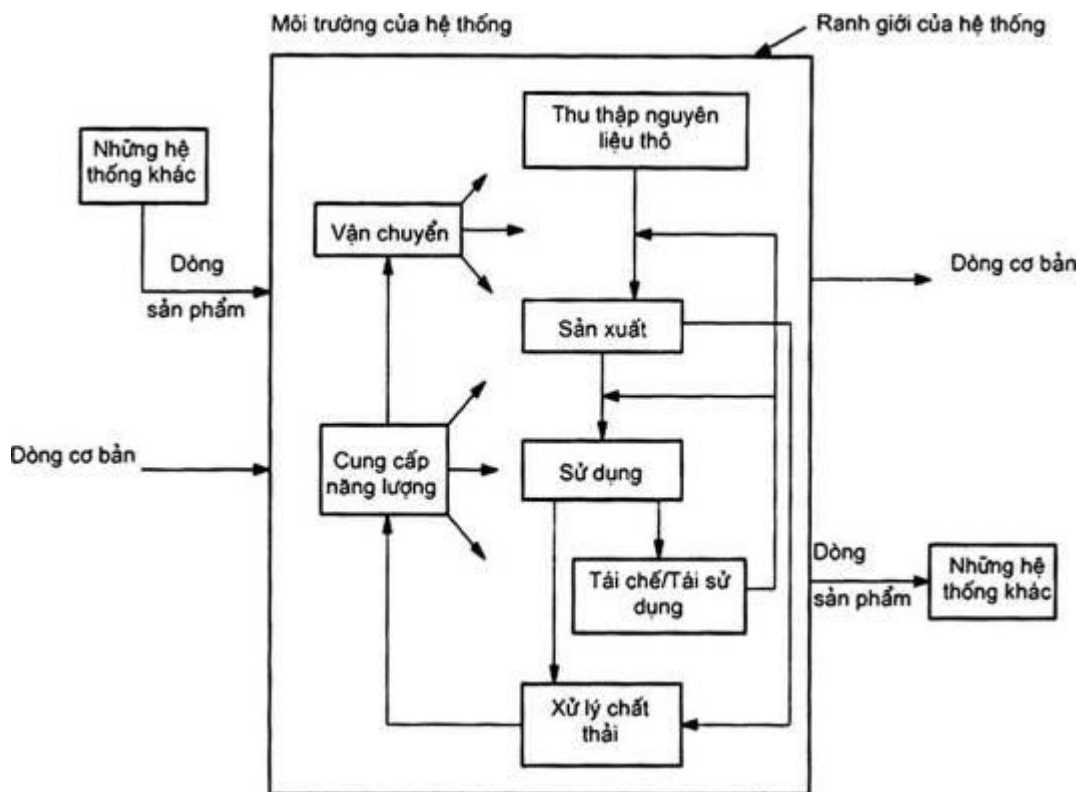 Môi trường của hệ thống
Ranh giới của hệ thống
Thu thập nguyên
liệu thô
Những hệ
thống khác
Vận chuyển
Dòng
sản phẩm
Dòng cơ bản
Sản xuất
Dòng cơ bản
Cung cấp
năng lượng
Sử dụng
Tái chế/Tái sử
dụng
Dòng
sản phẩm
Những hệ
thống khác
Xử lý chất
thải